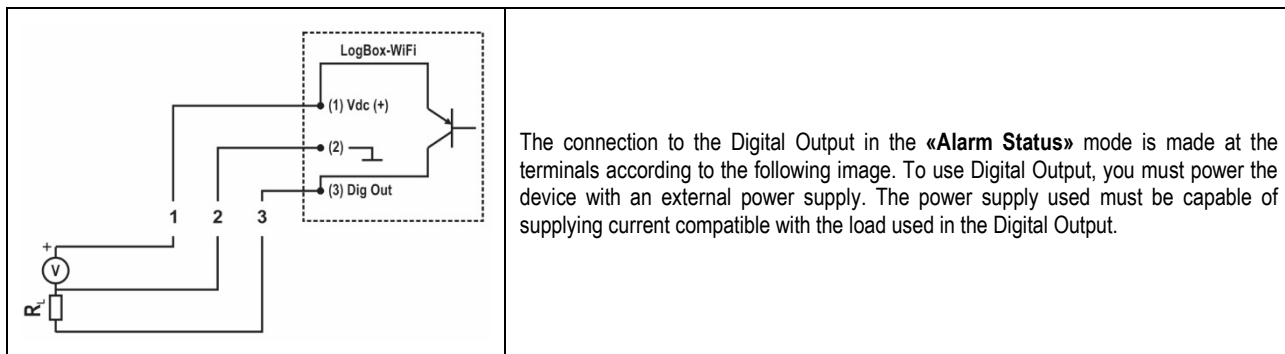 LogBox-WiFi
(1) Vdc (+)
(2)
(3) Dig Out
1 2 3
+
V
RL
The connection to the Digital Output in the «Alarm Status» mode is made at the
terminals according to the following image. To use Digital Output, you must power the
device with an external power supply. The power supply used must be capable of
supplying current compatible with the load used in the Digital Output.